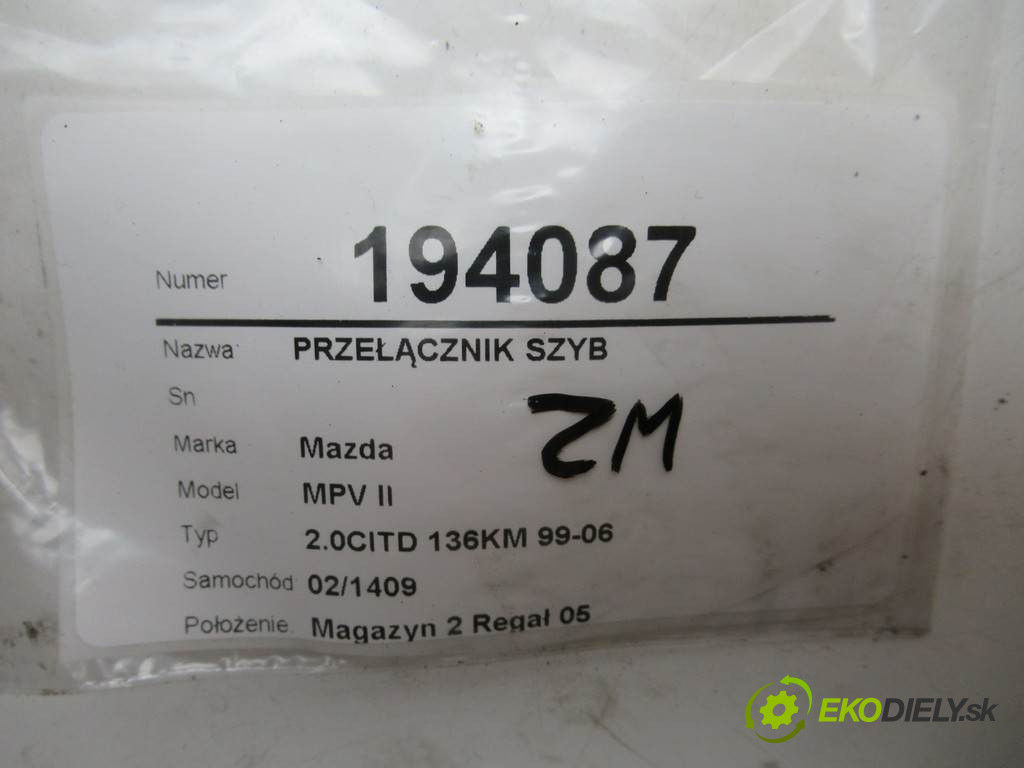 Numer 194087
Nazwa PRZEŁĄCZNIK SZYB
Sn
ZM
Marka Mazda
Model MPV II
Typ 2.0CITD 136KM 99-06
Samochód 02/1409
Położenie Magazyn 2 Regał 05
EKODIELY.sk